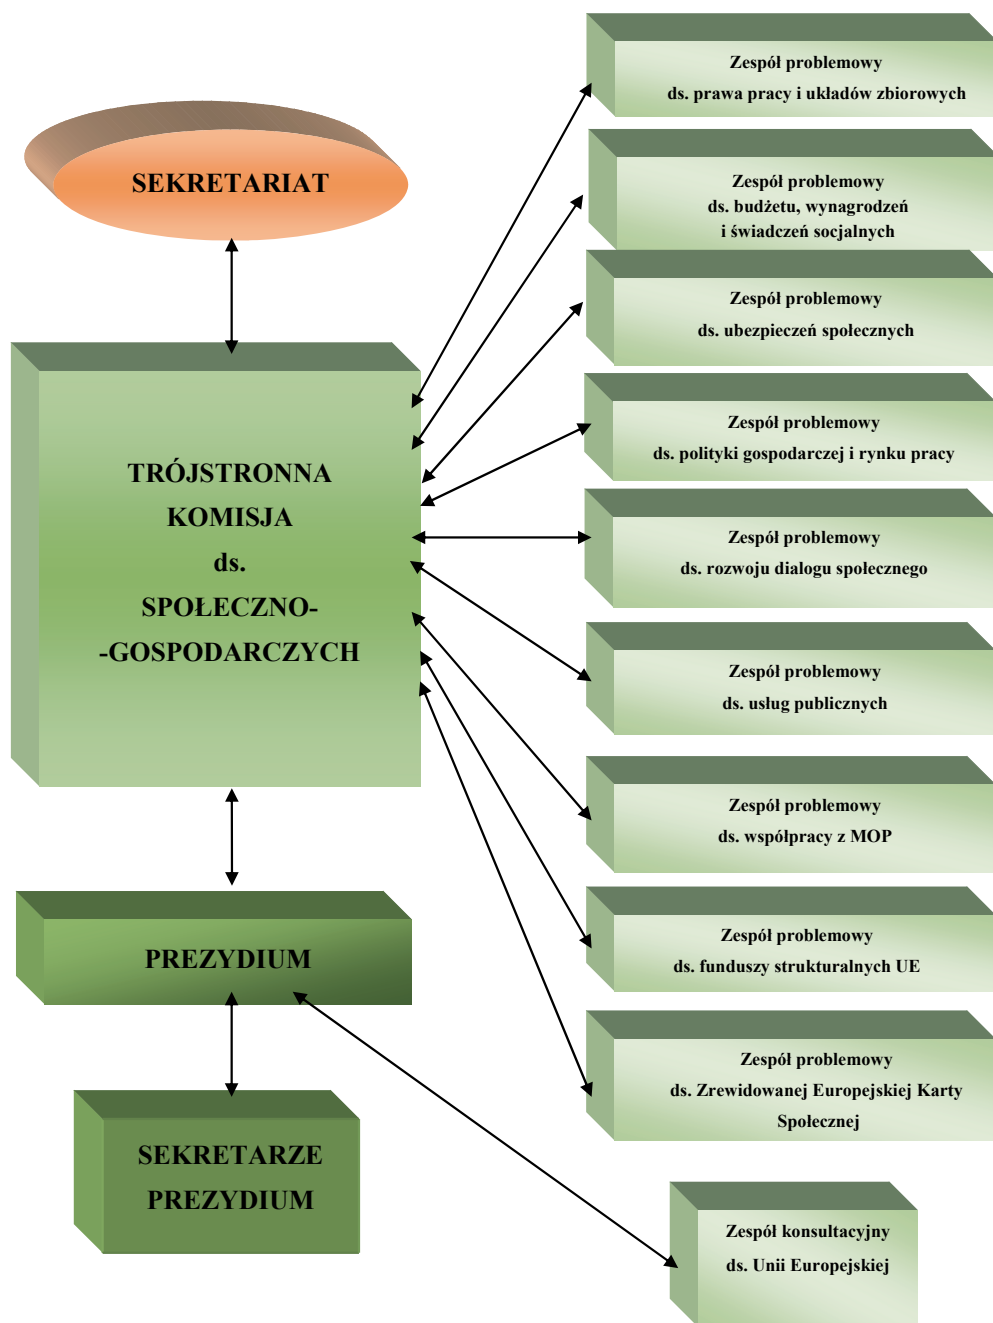 SEKRETARIAT
TRÓJSTRONNA
KOMISJA
ds.
SPOŁECZNO-
-GOSPODARCZYCH
PREZYDIUM
SEKRETARZE
PREZYDIUM
Zespół problemowy
ds. prawa pracy i układów zbiorowych
Zespół problemowy
ds. budżetu, wynagrodzeń
i świadczeń socjalnych
Zespół problemowy
ds. ubezpieczeń społecznych
Zespół problemowy
ds. polityki gospodarczej i rynku pracy
Zespół problemowy
ds. rozwoju dialogu społecznego
Zespół problemowy
ds. usług publicznych
Zespół problemowy
ds. współpracy z MOP
Zespół problemowy
ds. funduszy strukturalnych UE
Zespół problemowy
ds. Zrewidowanej Europejskiej Karty
Społecznej
Zespół konsultacyjny
ds. Unii Europejskiej